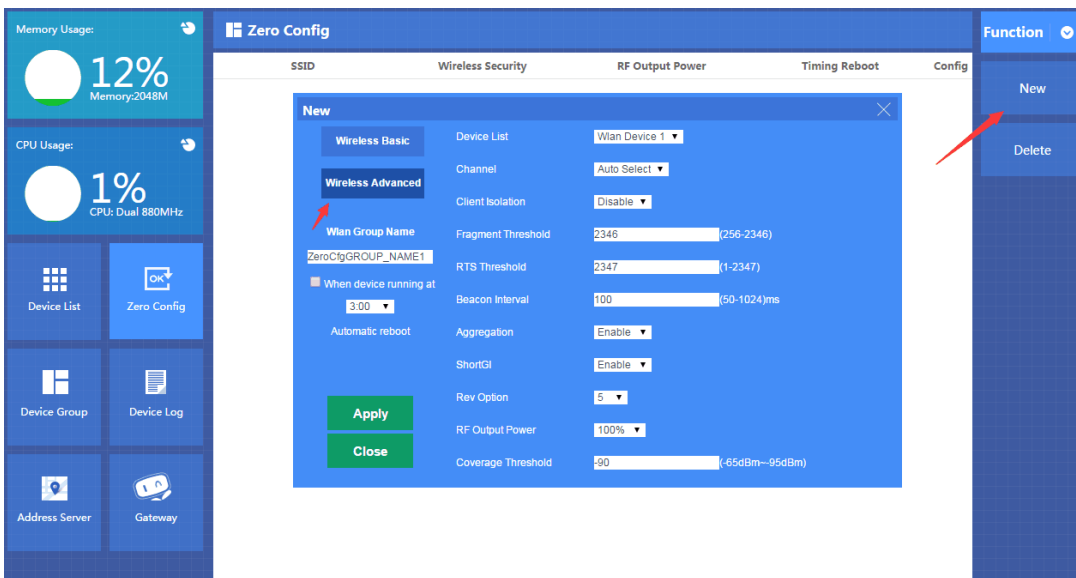 Memory Usage:
12%
Memory:2048M
CPU Usage:
1%
CPU: Dual 880MHz
Device List
OK
Zero Config
Device Group
Device Log
Address Server
Gateway
Zero Config
SSID Wireless Security RF Output Power Timing Reboot Config
New
Wireless Basic
Wireless Advanced
Wlan Group Name
ZeroCfgGROUP_NAME1
When device running at
3:00
Automatic reboot
Apply
Close
Device List Wlan Device 1
Channel Auto Select
Client Isolation Disable
Fragment Threshold 2346 (256-2346)
RTS Threshold 2347 (1-2347)
Beacon Interval 100 (50-1024)ms
Aggregation Enable
ShortGI Enable
Rev Option 5
RF Output Power 100%
Coverage Threshold -90 (-65dBm~-95dBm)
Function
New
Delete